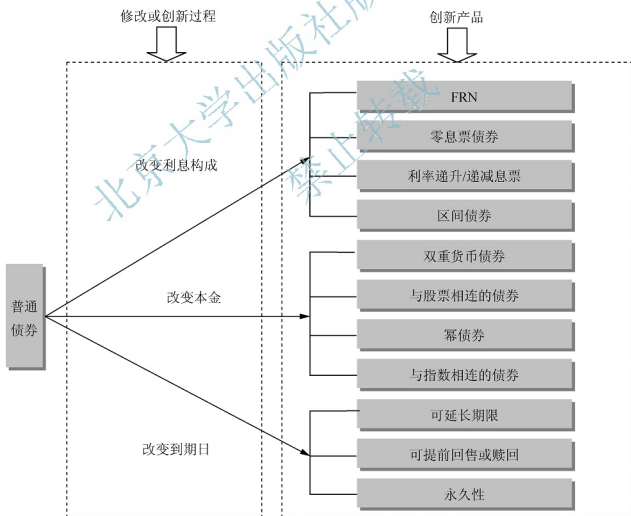 修改或创新过程
创新产品
北京大学出版社版
禁止转载
普通
债券
改变利息构成
FRN
零息票债券
利率递升/递减息票
区间债券
改变本金
双重货币债券
与股票相连的债券
幂债券
与指数相连的债券
改变到期日
可延长期限
可提前回售或赎回
永久性